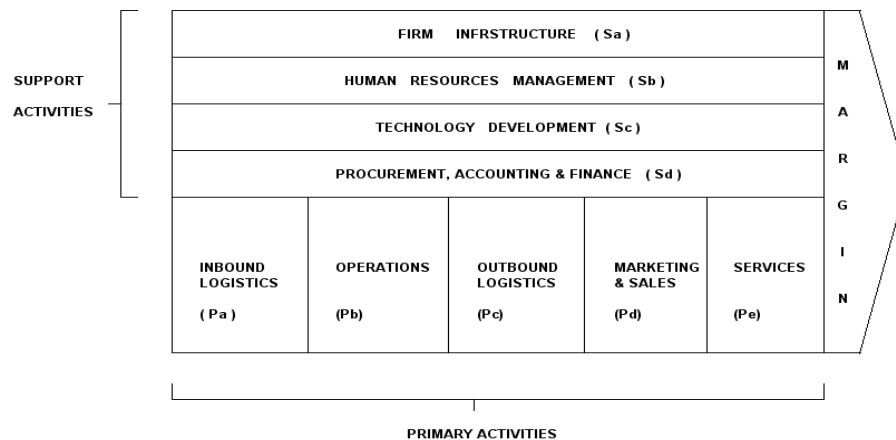 FIRM INFRSTRUCTURE ( Sa )
HUMAN RESOURCES MANAGEMENT ( Sb )
TECHNOLOGY DEVELOPMENT ( Sc )
PROCUREMENT, ACCOUNTING & FINANCE ( Sd )
SUPPORT
ACTIVITIES
INBOUND
LOGISTICS
( Pa )
OPERATIONS
(Pb)
OUTBOUND
LOGISTICS
(Pc)
MARKETING
& SALES
(Pd)
SERVICES
(Pe)
M
A
R
G
I
N
PRIMARY ACTIVITIES